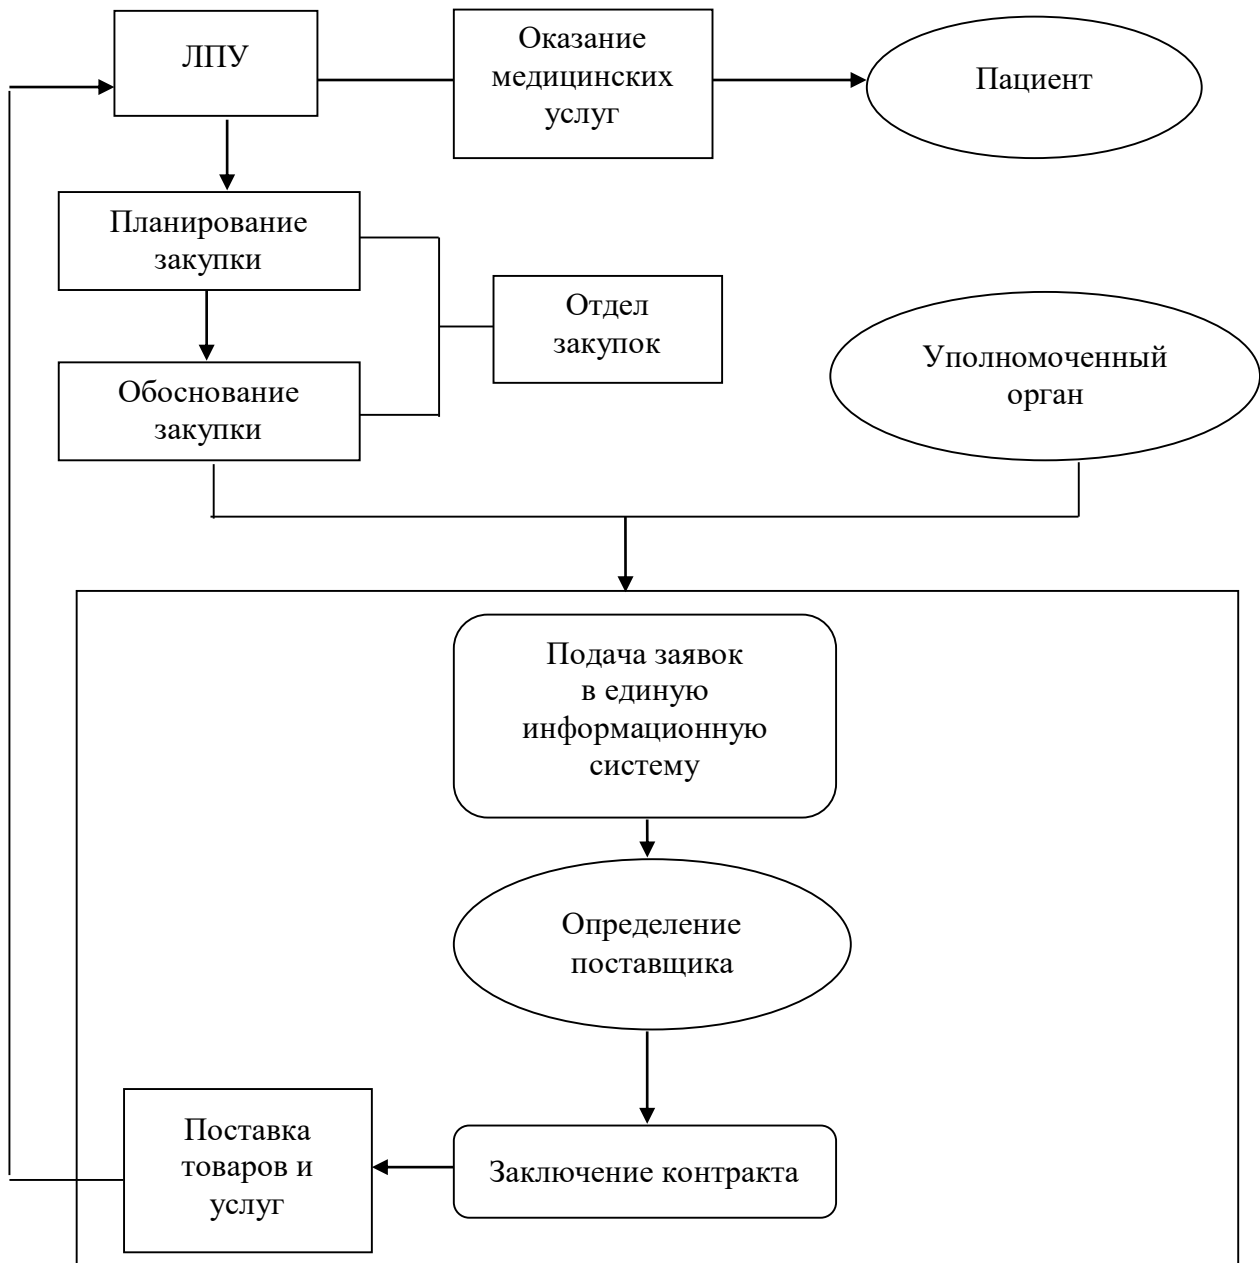 ЛПУ
Оказание
медицинских
услуг
Пациент
Планирование
закупки
Отдел
закупок
Уполномоченный
орган
Обоснование
закупки
Подача заявок
в единую
информационную
систему
Определение
поставщика
Поставка
товаров и
услуг
Заключение контракта